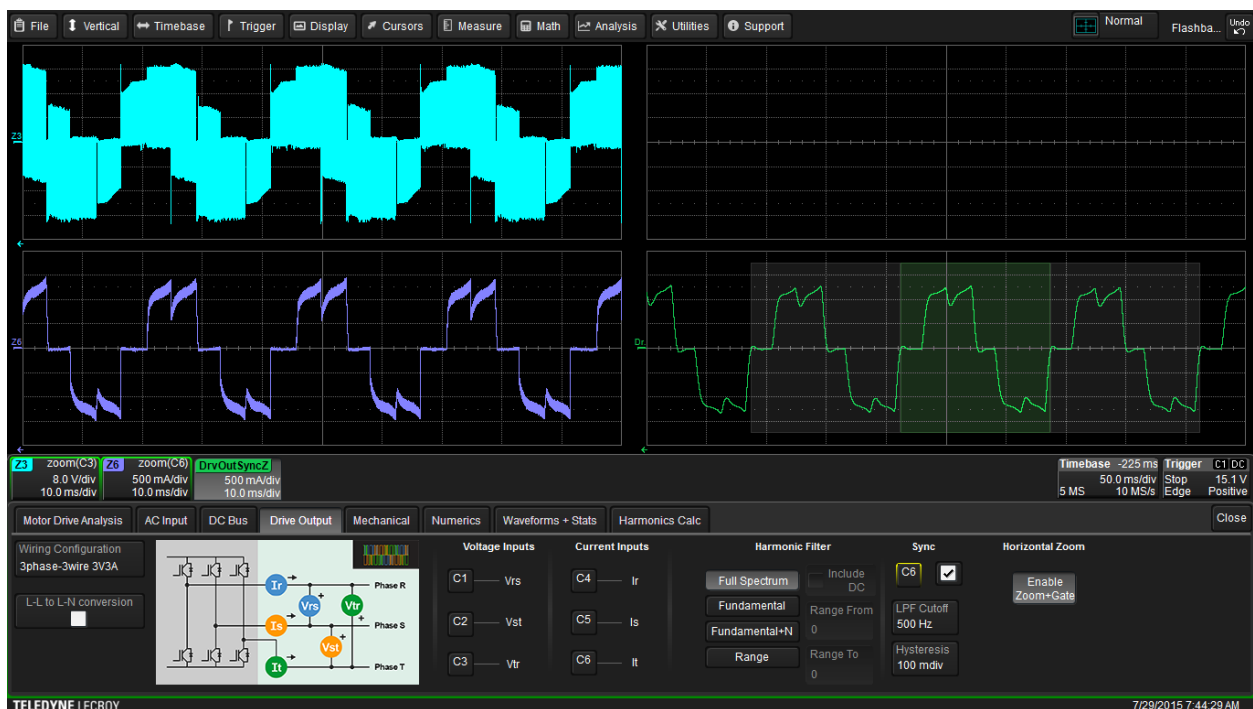 File Vertical Timebase Trigger Display Cursors Measure Math Analysis Utilities Support Normal Flashba... Undo
Z3
Z6
Dr.
Z3 zoom(C3) Z6 zoom(C6) DrvOutSyncZ Timebase -225 ms Trigger C1 DC
8.0 V/div 500 mA/div 500 mA/div 50.0 ms/div Stop 15.1 V
10.0 ms/div 10.0 ms/div 10.0 ms/div 5 MS 10 MS/s Edge Positive
Motor Drive Analysis AC Input DC Bus Drive Output Mechanical Numerics Waveforms + Stats Harmonics Calc Close
Wiring Configuration
3phase-3wire 3V3A
L-L to L-N conversion
Ir Phase R
Vrs Vtr
Is Phase S
Vst
It Phase T
Voltage Inputs Current Inputs
C1 Vrs C4 Ir
C2 Vst C5 Is
C3 Vtr C6 It
Harmonic Filter
Full Spectrum Include DC
Fundamental Range From
Fundamental+N 0
Range Range To
0
Sync
C6
LPF Cutoff
500 Hz
Hysteresis
100 mdiv
Horizontal Zoom
Enable
Zoom+Gate
TELEDYNE LECROY 7/29/2015 7:44:29 AM